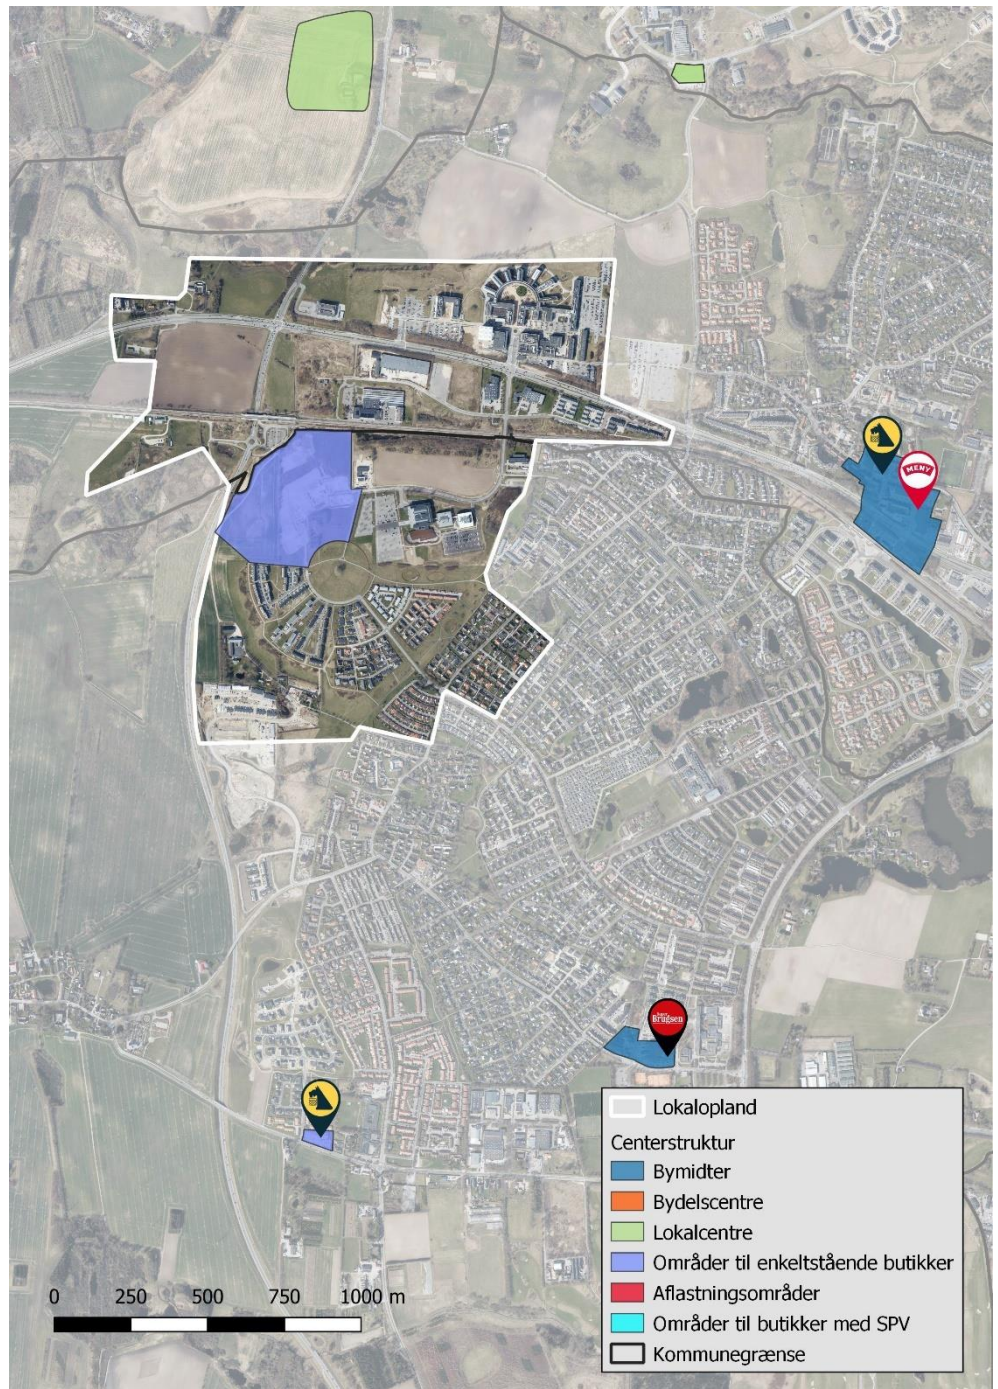 MENY
Super
Brugsen
Lokalopland
Centerstruktur
Bymidter
Bydelscentre
Lokalcentre
Områder til enkeltstående butikker
Aflastningsområder
Områder til butikker med SPV
Kommunegrænse
0 250 500 750 1000 m